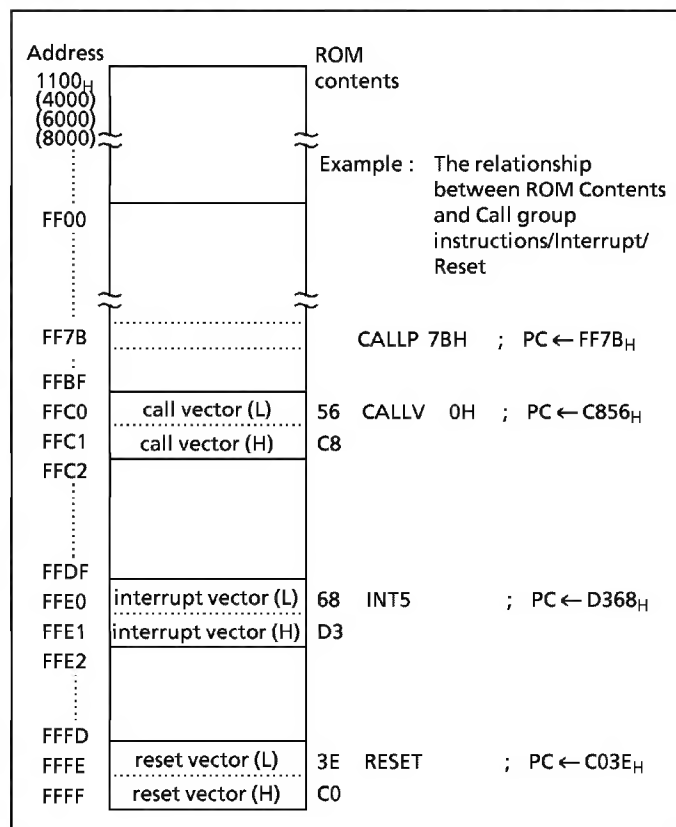 Address ROM
1100H contents
(4000)
(6000)
(8000)
Example : The relationship
between ROM Contents
and Call group
instructions/Interrupt/
Reset
FF00
FF7B CALLP 7BH ; PC ← FF7BH
FFBF
FFC0 call vector (L) 56 CALLV 0H ; PC ← C856H
FFC1 call vector (H) C8
FFC2
FFDF
FFE0 interrupt vector (L) 68 INT5 ; PC ← D368H
FFE1 interrupt vector (H) D3
FFE2
FFFD
FFFE reset vector (L) 3E RESET ; PC ← C03EH
FFFF reset vector (H) C0